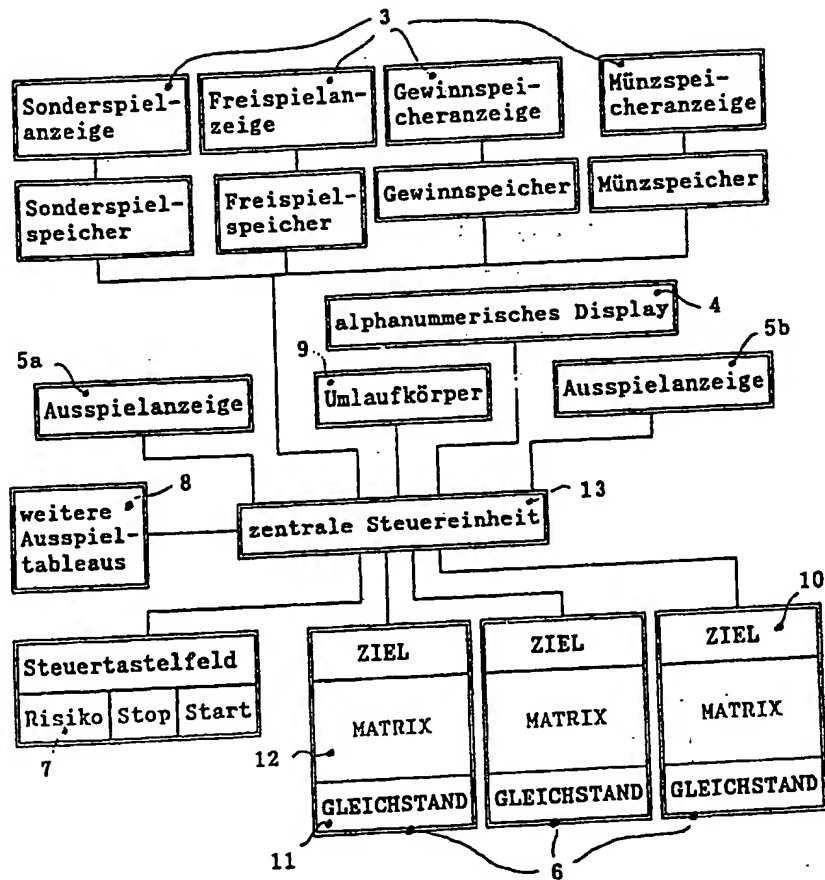 3
Sonderspiel-
anzeige
Freispielan-
zeige
Gewinnspei-
cheranzeige
Münzspei-
cheranzeige
Sonderspiel-
speicher
Freispiel-
speicher
Gewinnspeicher
Münzspeicher
alphanummerisches Display
4
5a
9
5b
Ausspielanzeige
Umlaufkörper
Ausspielanzeige
8
13
weitere
Ausspiel-
tableaus
zentrale Steuereinheit
10
Steuertastelfeld
Risiko
Stop
Start
7
ZIEL
MATRIX
GLEICHSTAND
ZIEL
MATRIX
GLEICHSTAND
ZIEL
MATRIX
GLEICHSTAND
12
11
6